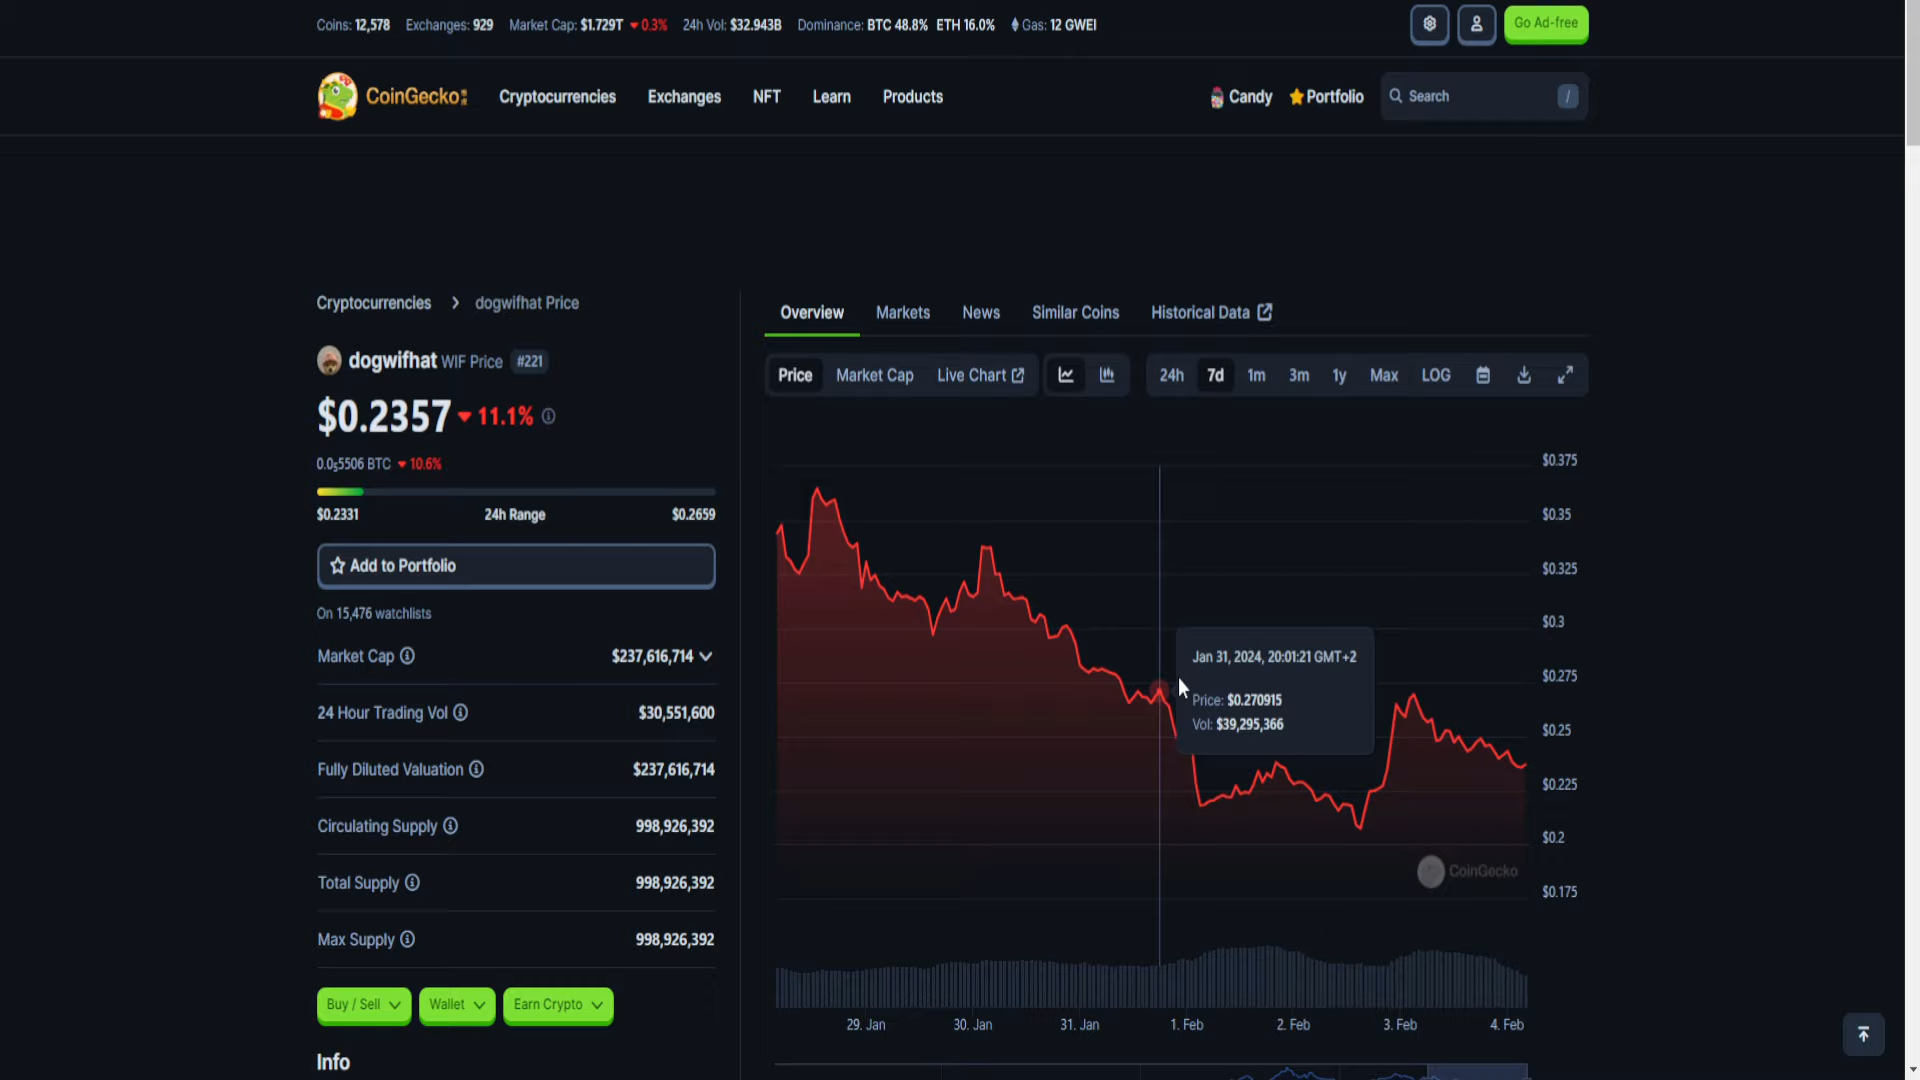 Coins: 12,578 Exchanges: 929 Market Cap: $1.729T 0.3% 24h Vol: $32.943B Dominance: BTC 48.8% ETH 16.0% Gas: 12 GWEI
Go Ad-free
CoinGecko
Cryptocurrencies Exchanges NFT Learn Products
Candy Portfolio Search /
Cryptocurrencies > dogwifhat Price
dogwifhat WIF Price #221
$0.2357 11.1%
0.0₅5506 BTC 10.6%
$0.2331 24h Range $0.2659
Add to Portfolio
On 15,476 watchlists
Market Cap $237,616,714
24 Hour Trading Vol $30,551,600
Fully Diluted Valuation $237,616,714
Circulating Supply 998,926,392
Total Supply 998,926,392
Max Supply 998,926,392
Buy / Sell Wallet Earn Crypto
Info
Overview Markets News Similar Coins Historical Data
Price Market Cap Live Chart 24h 7d 1m 3m 1y Max LOG
$0.375
$0.35
$0.325
$0.3
$0.275
$0.25
$0.225
$0.2
$0.175
Jan 31, 2024, 20:01:21 GMT+2
Price: $0.270915
Vol: $39,295,366
CoinGecko
29. Jan 30. Jan 31. Jan 1. Feb 2. Feb 3. Feb 4. Feb